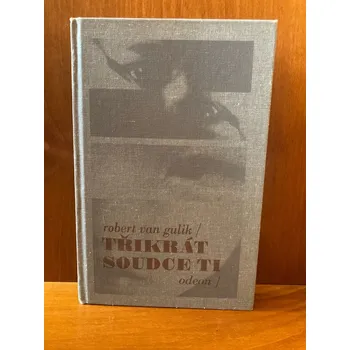 robert van gulik /
TŘIKRÁT
SOUDCE TI
odeon /